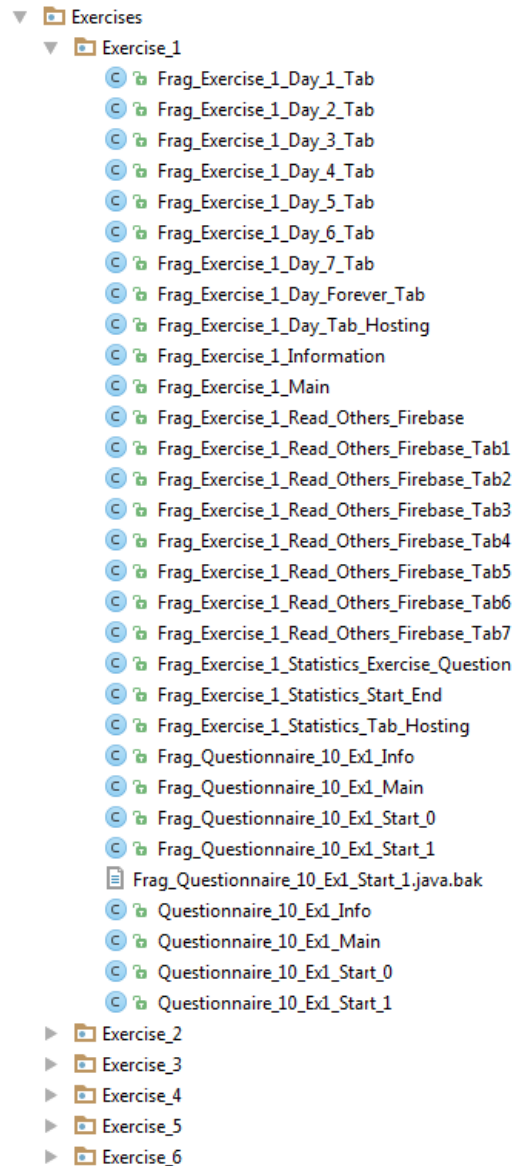 Exercises
Exercise_1
Frag_Exercise_1_Day_1_Tab
Frag_Exercise_1_Day_2_Tab
Frag_Exercise_1_Day_3_Tab
Frag_Exercise_1_Day_4_Tab
Frag_Exercise_1_Day_5_Tab
Frag_Exercise_1_Day_6_Tab
Frag_Exercise_1_Day_7_Tab
Frag_Exercise_1_Day_Forever_Tab
Frag_Exercise_1_Day_Tab_Hosting
Frag_Exercise_1_Information
Frag_Exercise_1_Main
Frag_Exercise_1_Read_Others_Firebase
Frag_Exercise_1_Read_Others_Firebase_Tab1
Frag_Exercise_1_Read_Others_Firebase_Tab2
Frag_Exercise_1_Read_Others_Firebase_Tab3
Frag_Exercise_1_Read_Others_Firebase_Tab4
Frag_Exercise_1_Read_Others_Firebase_Tab5
Frag_Exercise_1_Read_Others_Firebase_Tab6
Frag_Exercise_1_Read_Others_Firebase_Tab7
Frag_Exercise_1_Statistics_Exercise_Question
Frag_Exercise_1_Statistics_Start_End
Frag_Exercise_1_Statistics_Tab_Hosting
Frag_Questionnaire_10_Ex1_Info
Frag_Questionnaire_10_Ex1_Main
Frag_Questionnaire_10_Ex1_Start_0
Frag_Questionnaire_10_Ex1_Start_1
Frag_Questionnaire_10_Ex1_Start_1.java.bak
Questionnaire_10_Ex1_Info
Questionnaire_10_Ex1_Main
Questionnaire_10_Ex1_Start_0
Questionnaire_10_Ex1_Start_1
Exercise_2
Exercise_3
Exercise_4
Exercise_5
Exercise_6